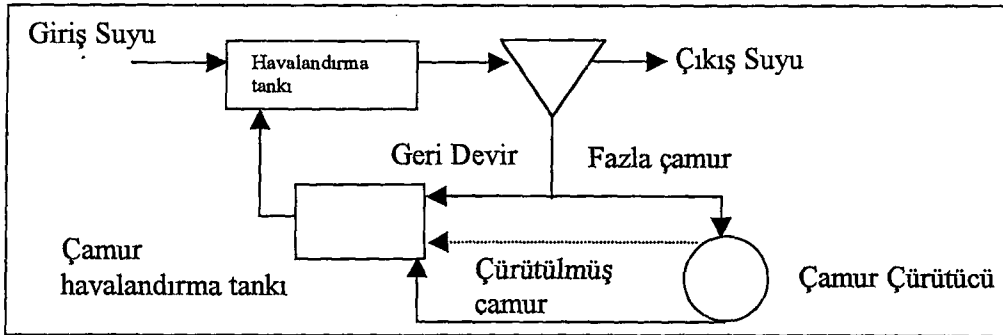 Giriş Suyu
Havalandırma
tankı
Çıkış Suyu
Geri Devir
Fazla çamur
Çamur
havalandırma tankı
Çürütülmüş
çamur
Çamur Çürütücü